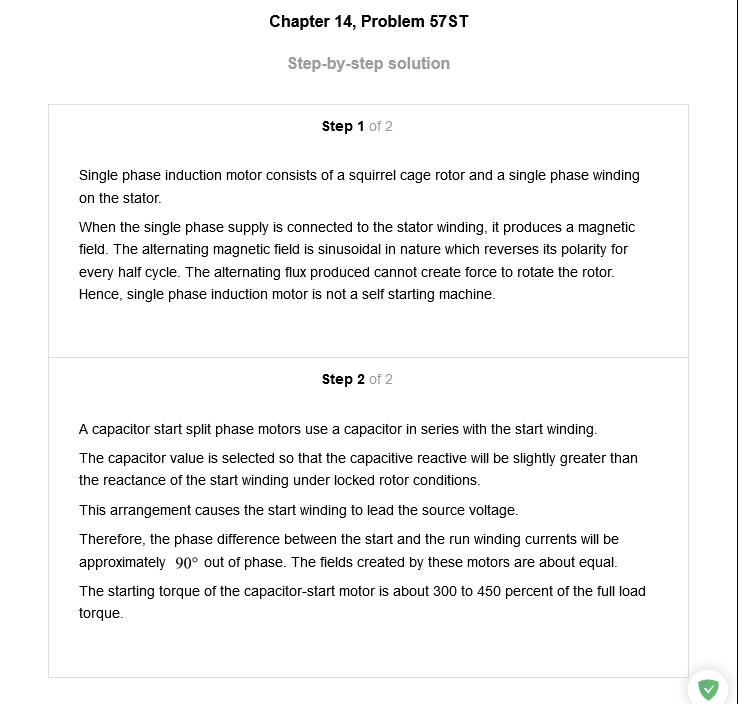 Chapter 14, Problem 57ST
Step-by-step solution
Step 1 of 2
Single phase induction motor consists of a squirrel cage rotor and a single phase winding
on the stator.
When the single phase supply is connected to the stator winding, it produces a magnetic
field. The alternating magnetic field is sinusoidal in nature which reverses its polarity for
every half cycle. The alternating flux produced cannot create force to rotate the rotor.
Hence, single phase induction motor is not a self starting machine.
Step 2 of 2
A capacitor start split phase motors use a capacitor in series with the start winding.
The capacitor value is selected so that the capacitive reactive will be slightly greater than
the reactance of the start winding under locked rotor conditions.
This arrangement causes the start winding to lead the source voltage.
Therefore, the phase difference between the start and the run winding currents will be
approximately 90° out of phase. The fields created by these motors are about equal.
The starting torque of the capacitor-start motor is about 300 to 450 percent of the full load
torque.